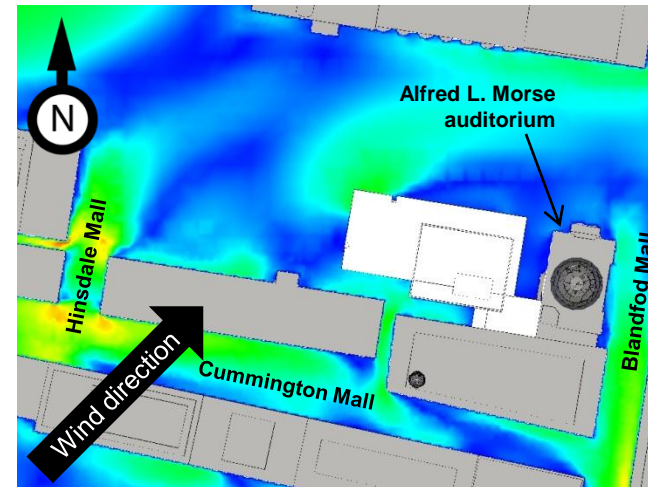 N
Alfred L. Morse
auditorium
Hinsdale Mall
Blandfod Mall
Cummington Mall
Wind direction